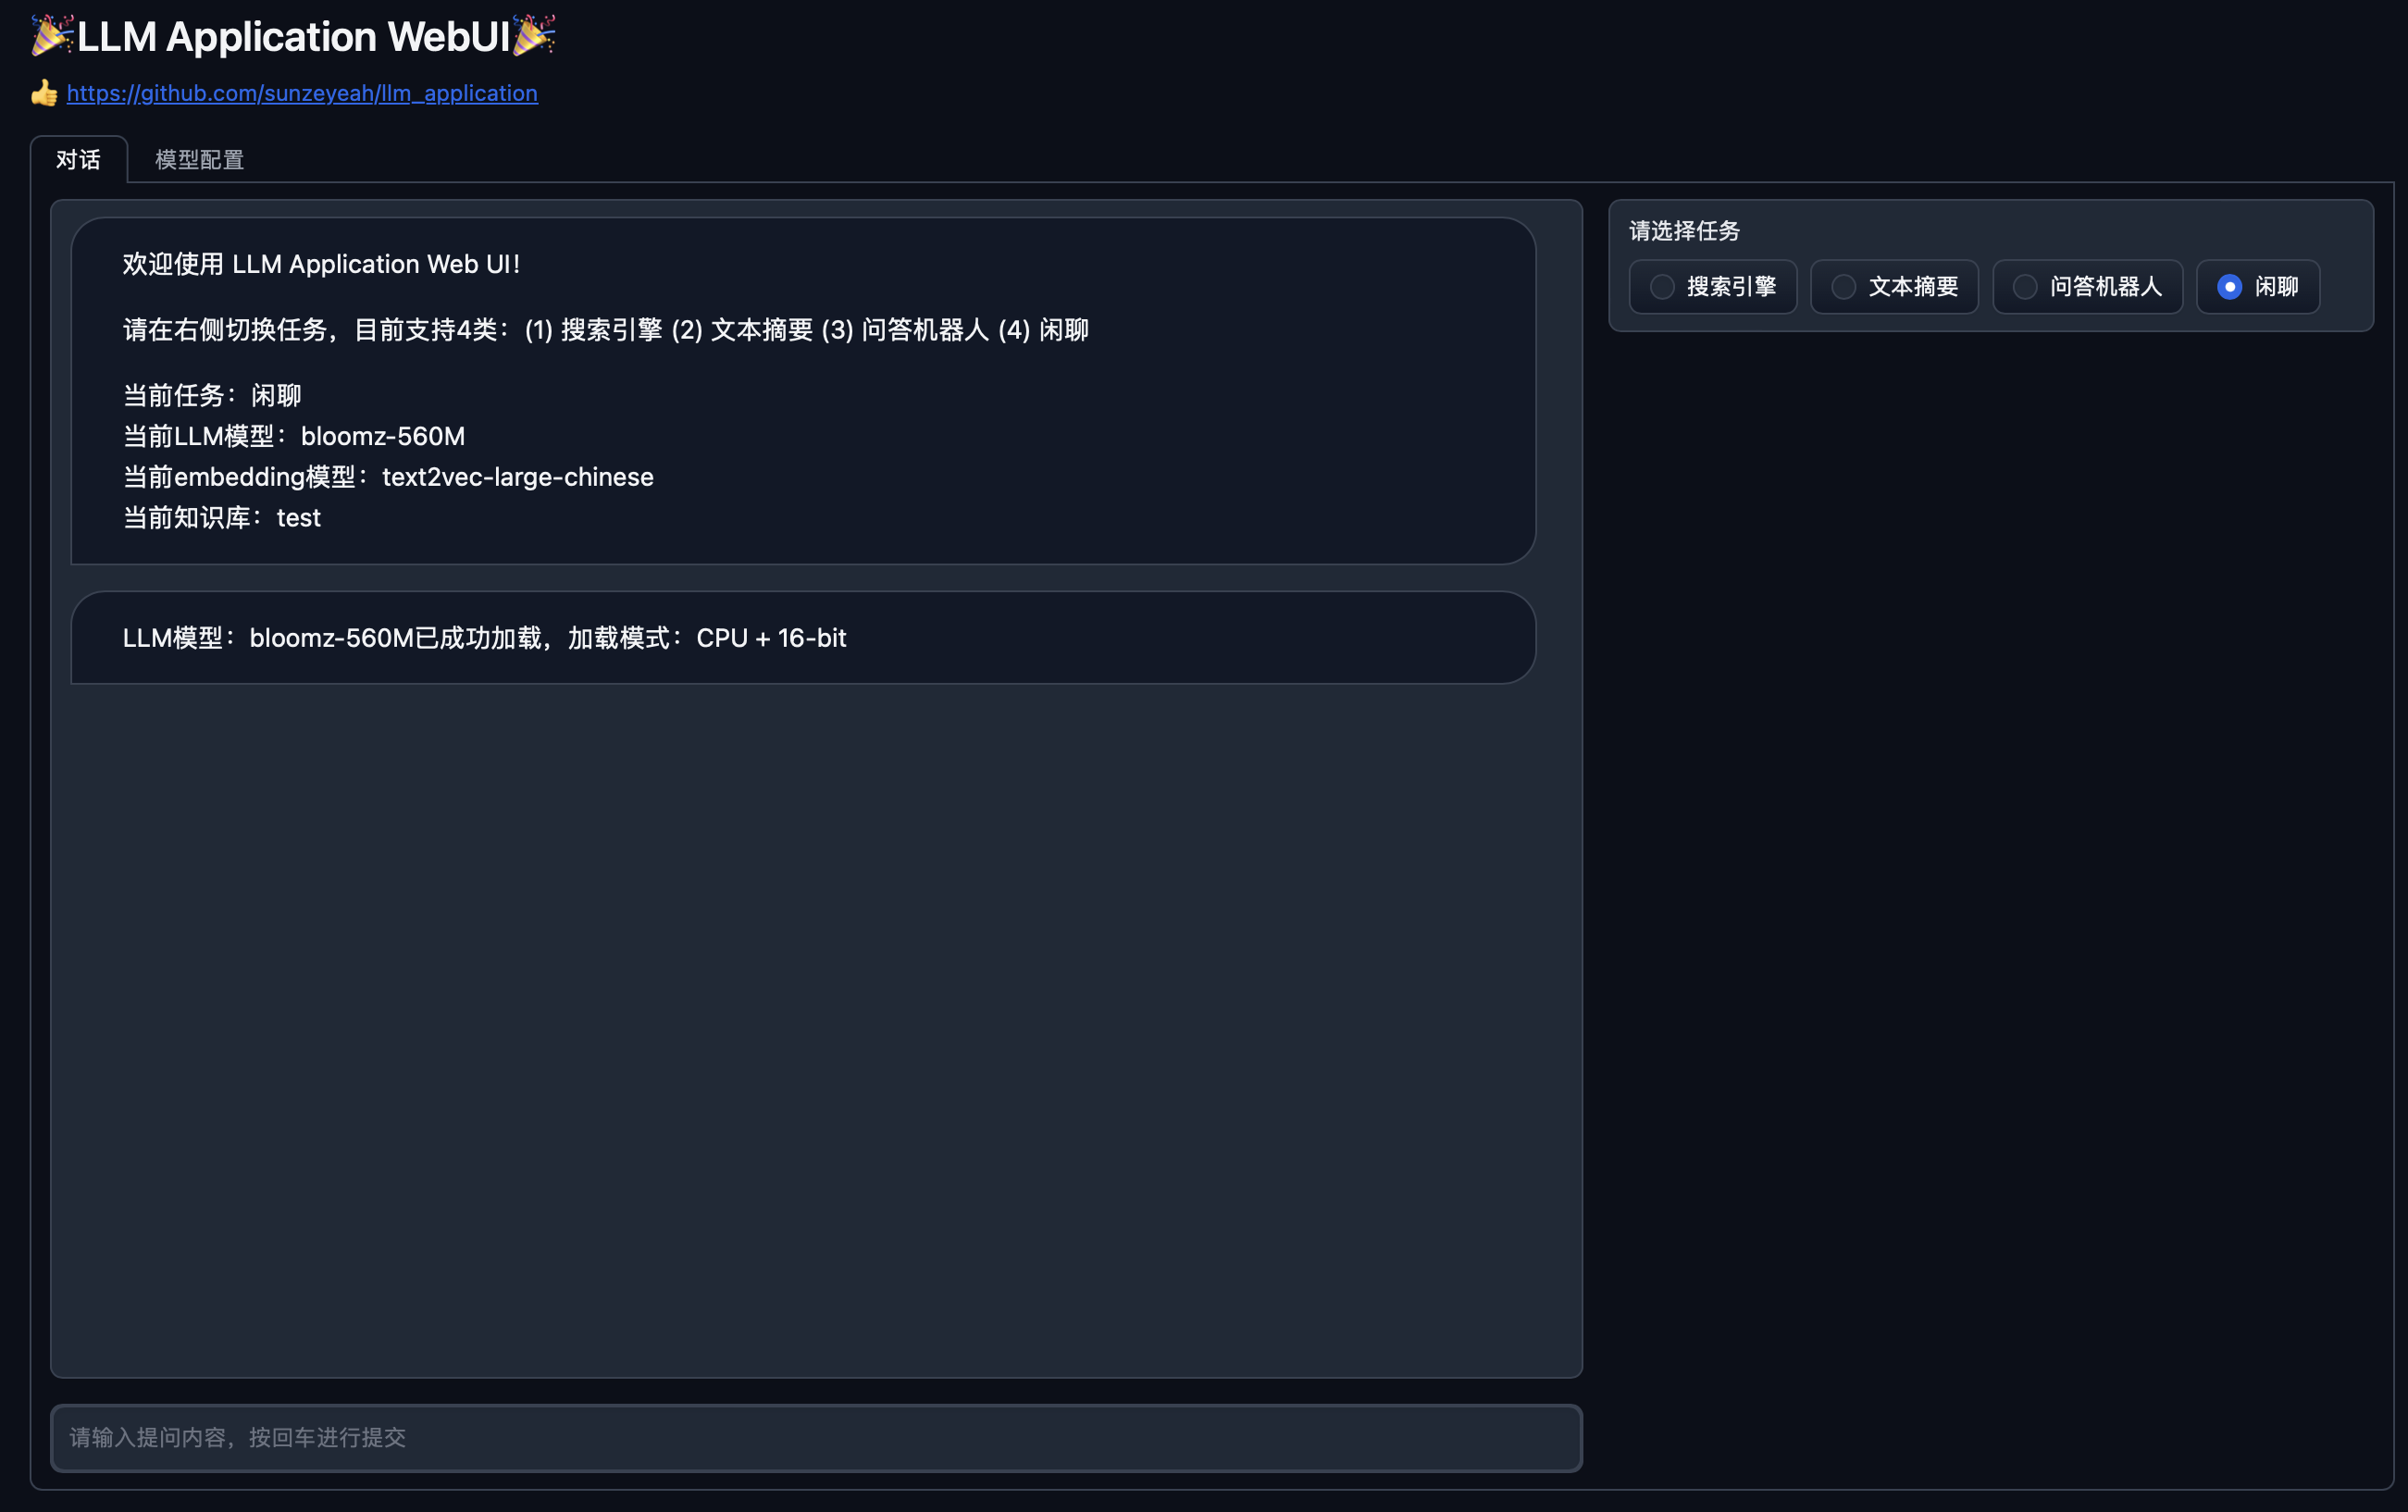 🎉LLM Application WebUI🎉
👍 https://github.com/sunzeyeah/llm_application
对话
模型配置
欢迎使用 LLM Application Web UI！
请在右侧切换任务，目前支持4类：(1) 搜索引擎 (2) 文本摘要 (3) 问答机器人 (4) 闲聊
当前任务：闲聊
当前LLM模型：bloomz-560M
当前embedding模型：text2vec-large-chinese
当前知识库：test
LLM模型：bloomz-560M已成功加载，加载模式：CPU + 16-bit
请输入提问内容，按回车进行提交
请选择任务
搜索引擎
文本摘要
问答机器人
闲聊